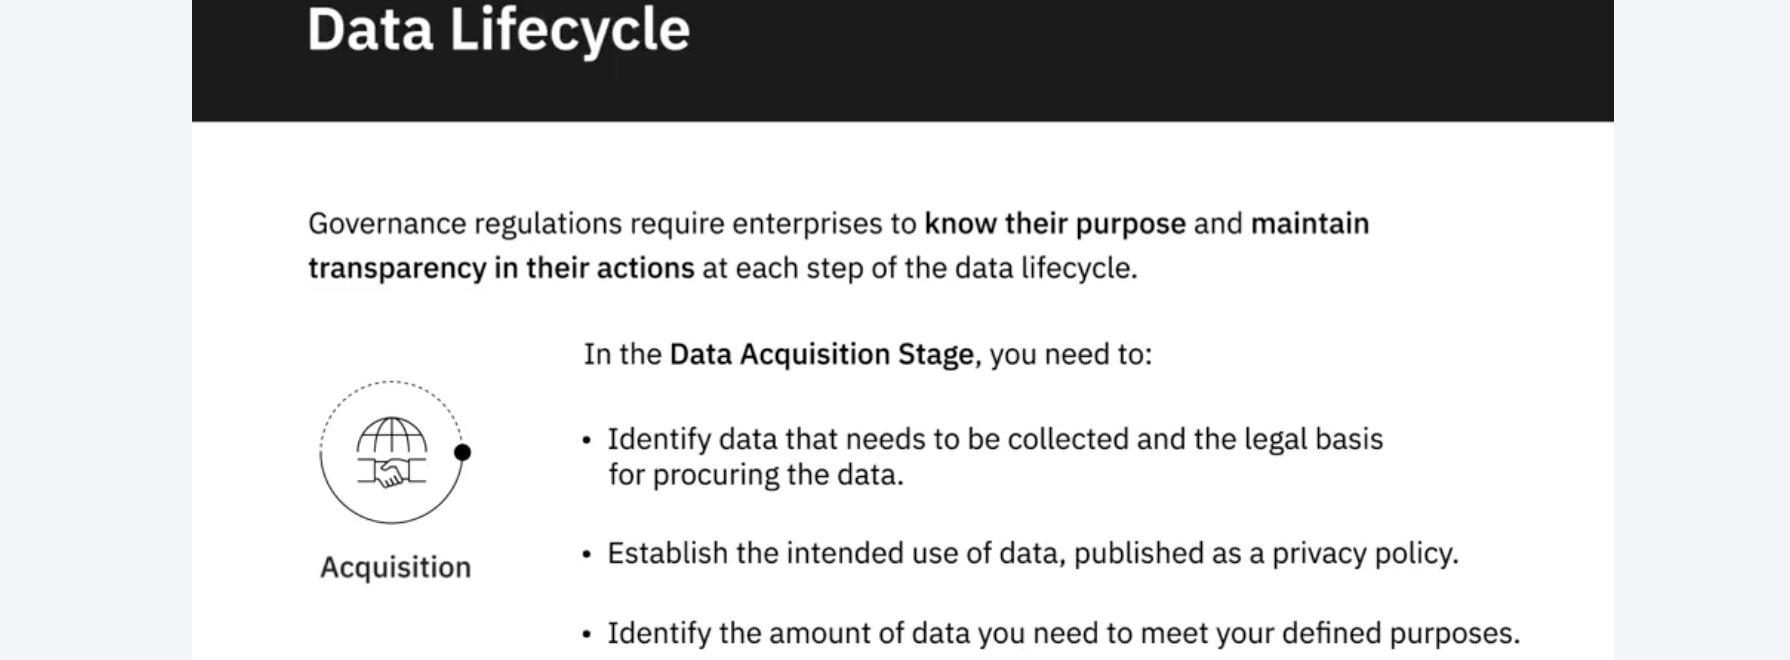 Data Lifecycle
Governance regulations require enterprises to know their purpose and maintain
transparency in their actions at each step of the data lifecycle.
In the Data Acquisition Stage, you need to:
• Identify data that needs to be collected and the legal basis
for procuring the data.
• Establish the intended use of data, published as a privacy policy.
• Identify the amount of data you need to meet your defined purposes.
Acquisition